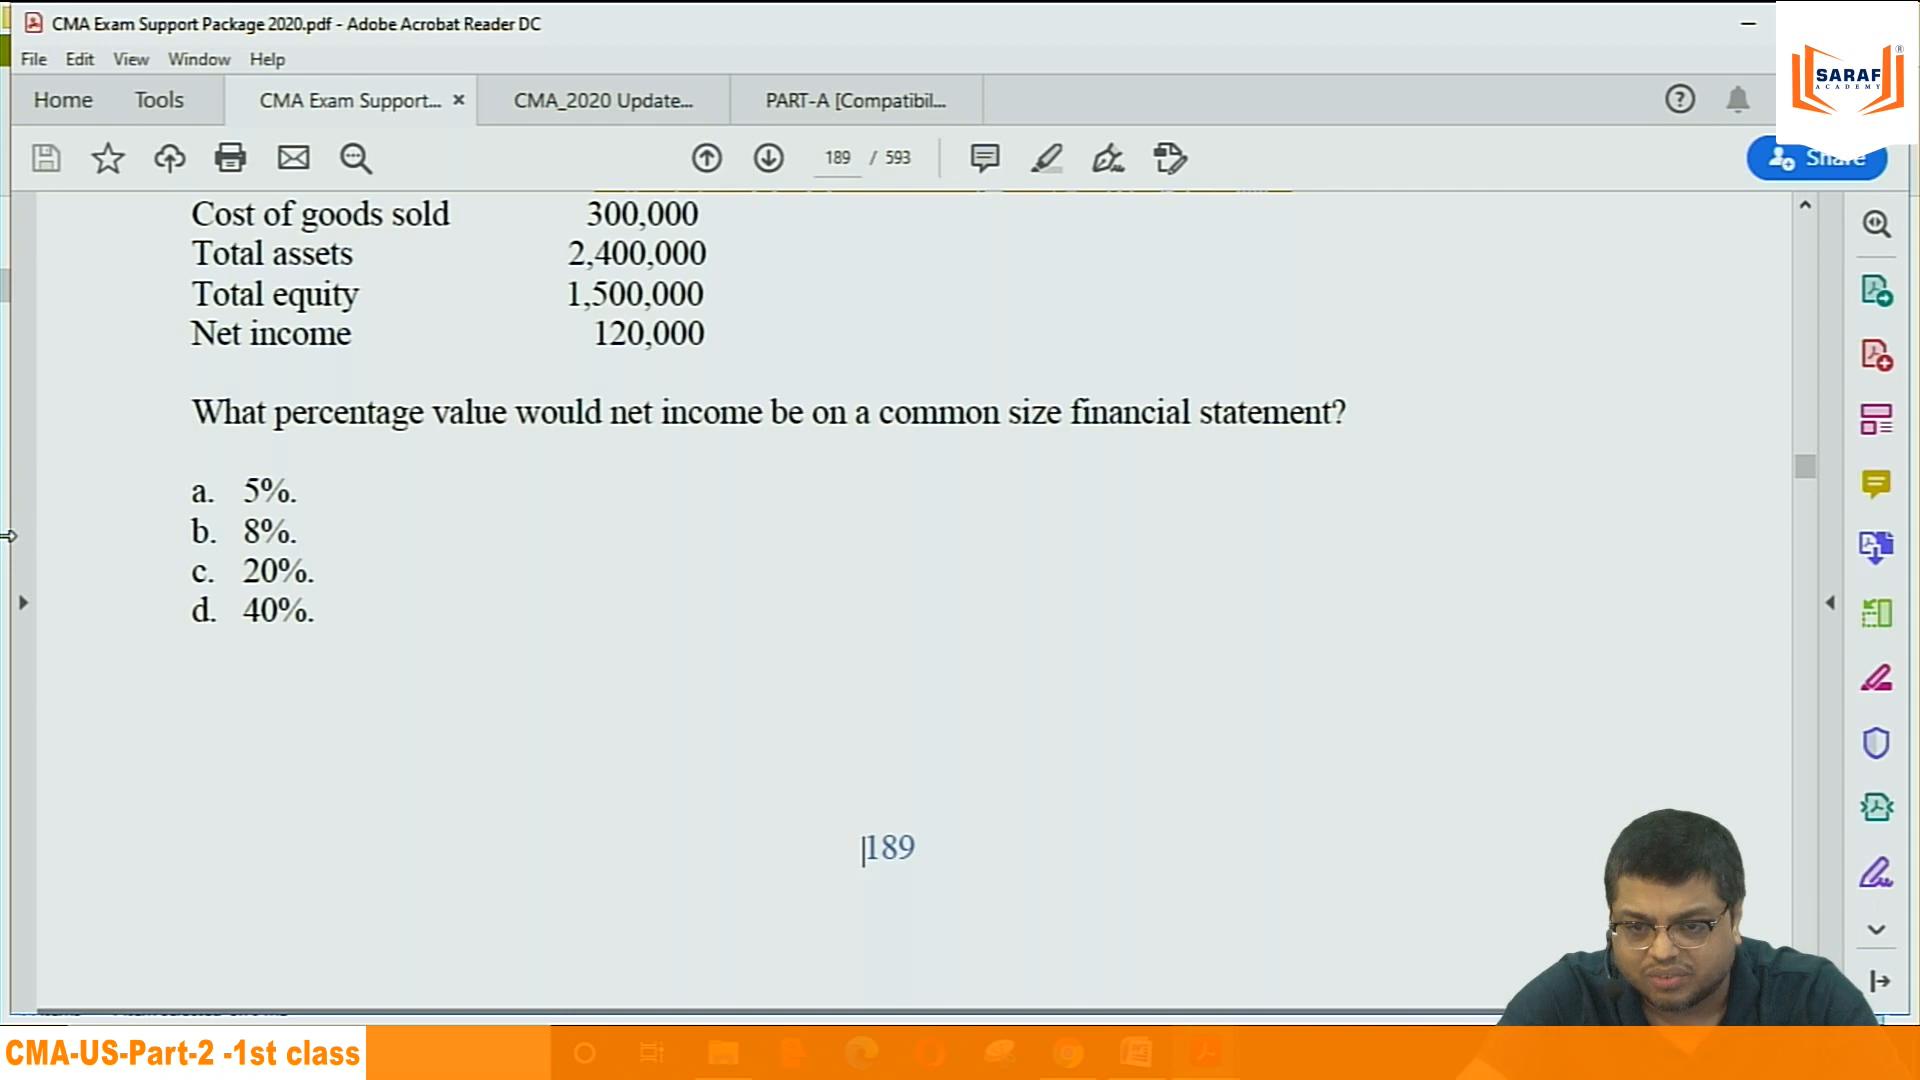 CMA Exam Support Package 2020.pdf - Adobe Acrobat Reader DC
File Edit View Window Help
Home Tools CMA Exam Support... × CMA_2020 Update... PART-A [Compatibil...
SARAF
ACADEMY
®
189 / 593
Share
Cost of goods sold 300,000
Total assets 2,400,000
Total equity 1,500,000
Net income 120,000
What percentage value would net income be on a common size financial statement?
a. 5%.
b. 8%.
c. 20%.
d. 40%.
|189
CMA-US-Part-2 -1st class